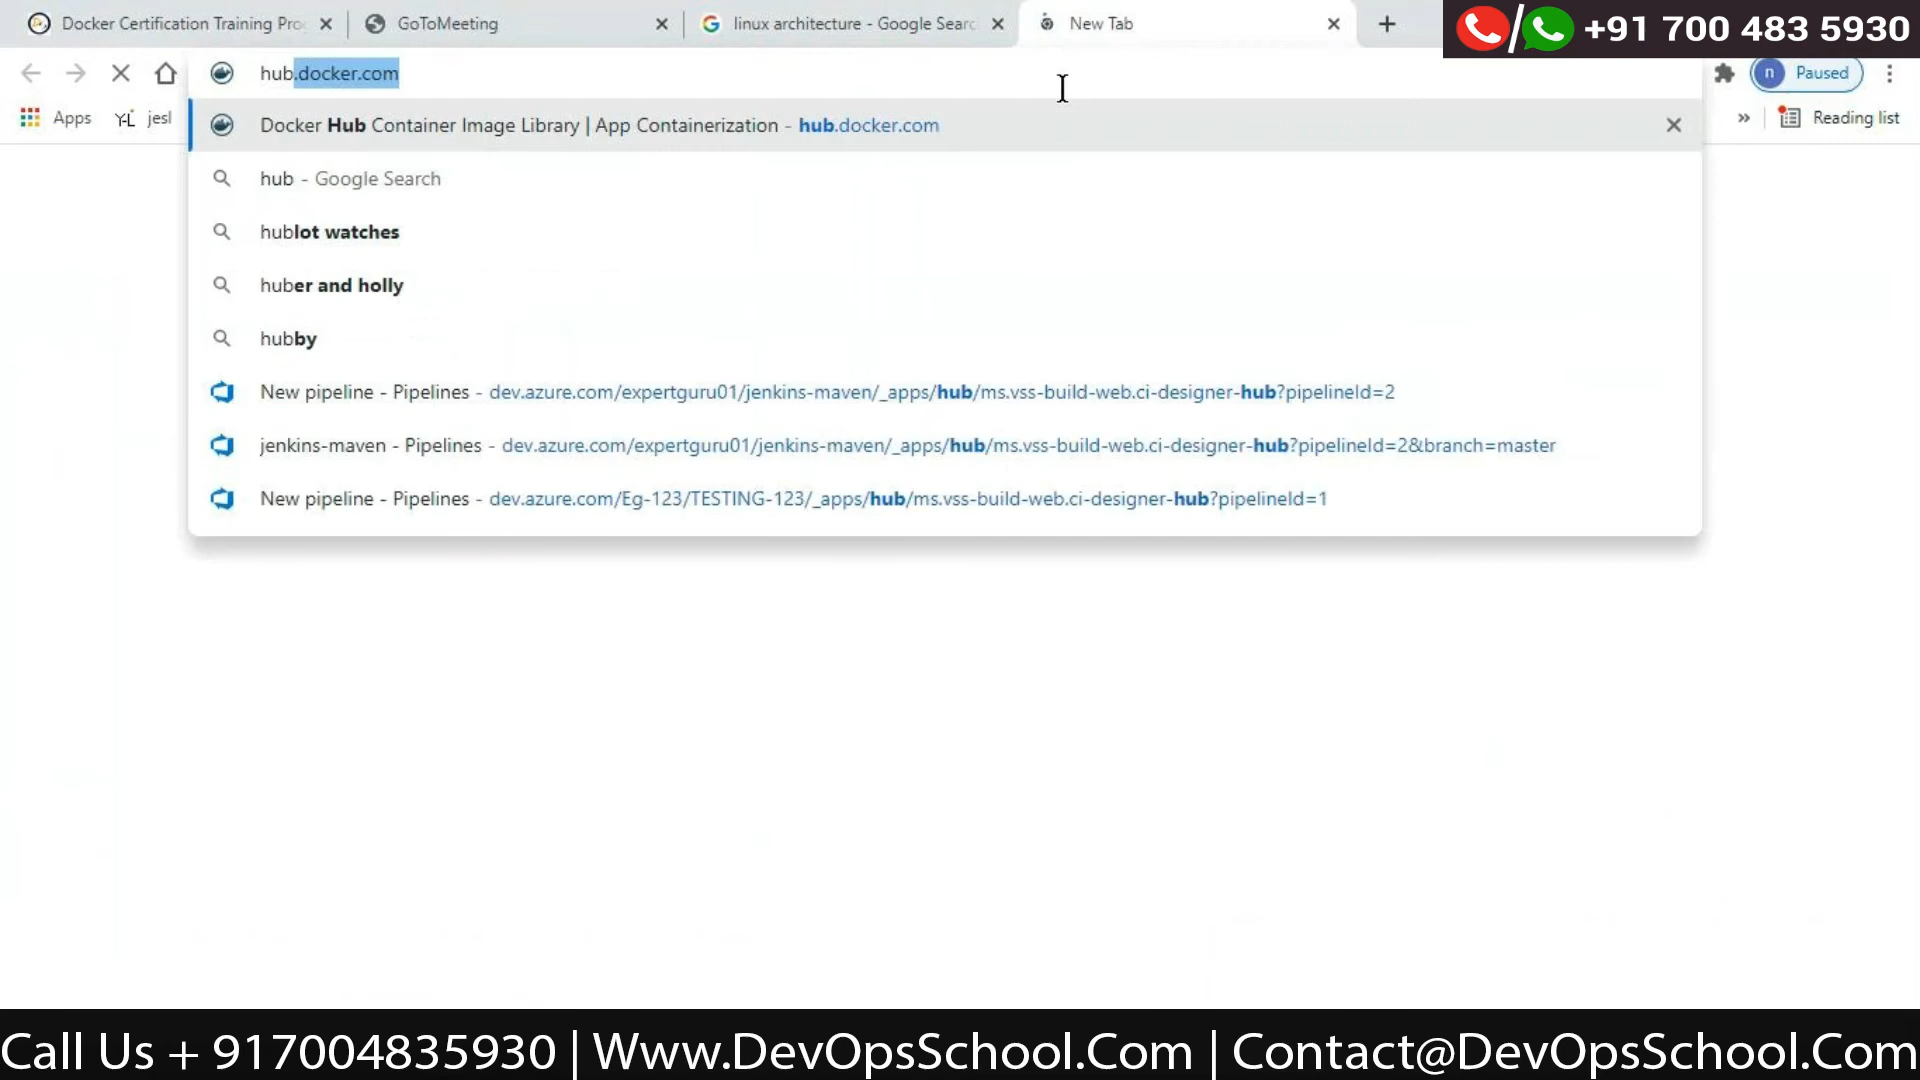 Docker Certification Training Pro
GoToMeeting
linux architecture - Google Searc
New Tab
+91 700 483 5930
hub.docker.com
n Paused
Apps
YL jesl
»
Reading list
Docker Hub Container Image Library | App Containerization - hub.docker.com
hub - Google Search
hublot watches
huber and holly
hubby
New pipeline - Pipelines - dev.azure.com/expertguru01/jenkins-maven/_apps/hub/ms.vss-build-web.ci-designer-hub?pipelineId=2
jenkins-maven - Pipelines - dev.azure.com/expertguru01/jenkins-maven/_apps/hub/ms.vss-build-web.ci-designer-hub?pipelineId=2&branch=master
New pipeline - Pipelines - dev.azure.com/Eg-123/TESTING-123/_apps/hub/ms.vss-build-web.ci-designer-hub?pipelineId=1
Call Us + 917004835930 | Www.DevOpsSchool.Com | Contact@DevOpsSchool.Com